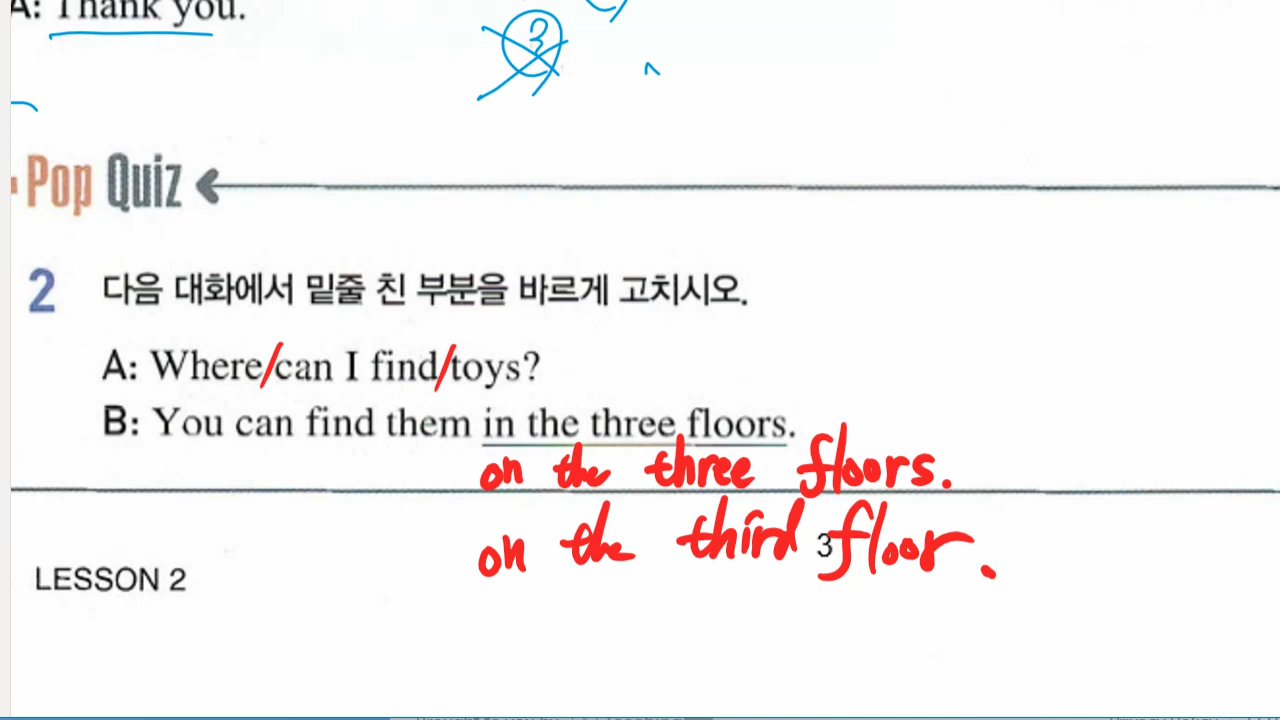 A: Thank you.
3
Pop Quiz
2 다음 대화에서 밑줄 친 부분을 바르게 고치시오.
A: Where/can I find/toys?
B: You can find them in the three floors.
on the three floors.
on the third floor.
3
LESSON 2